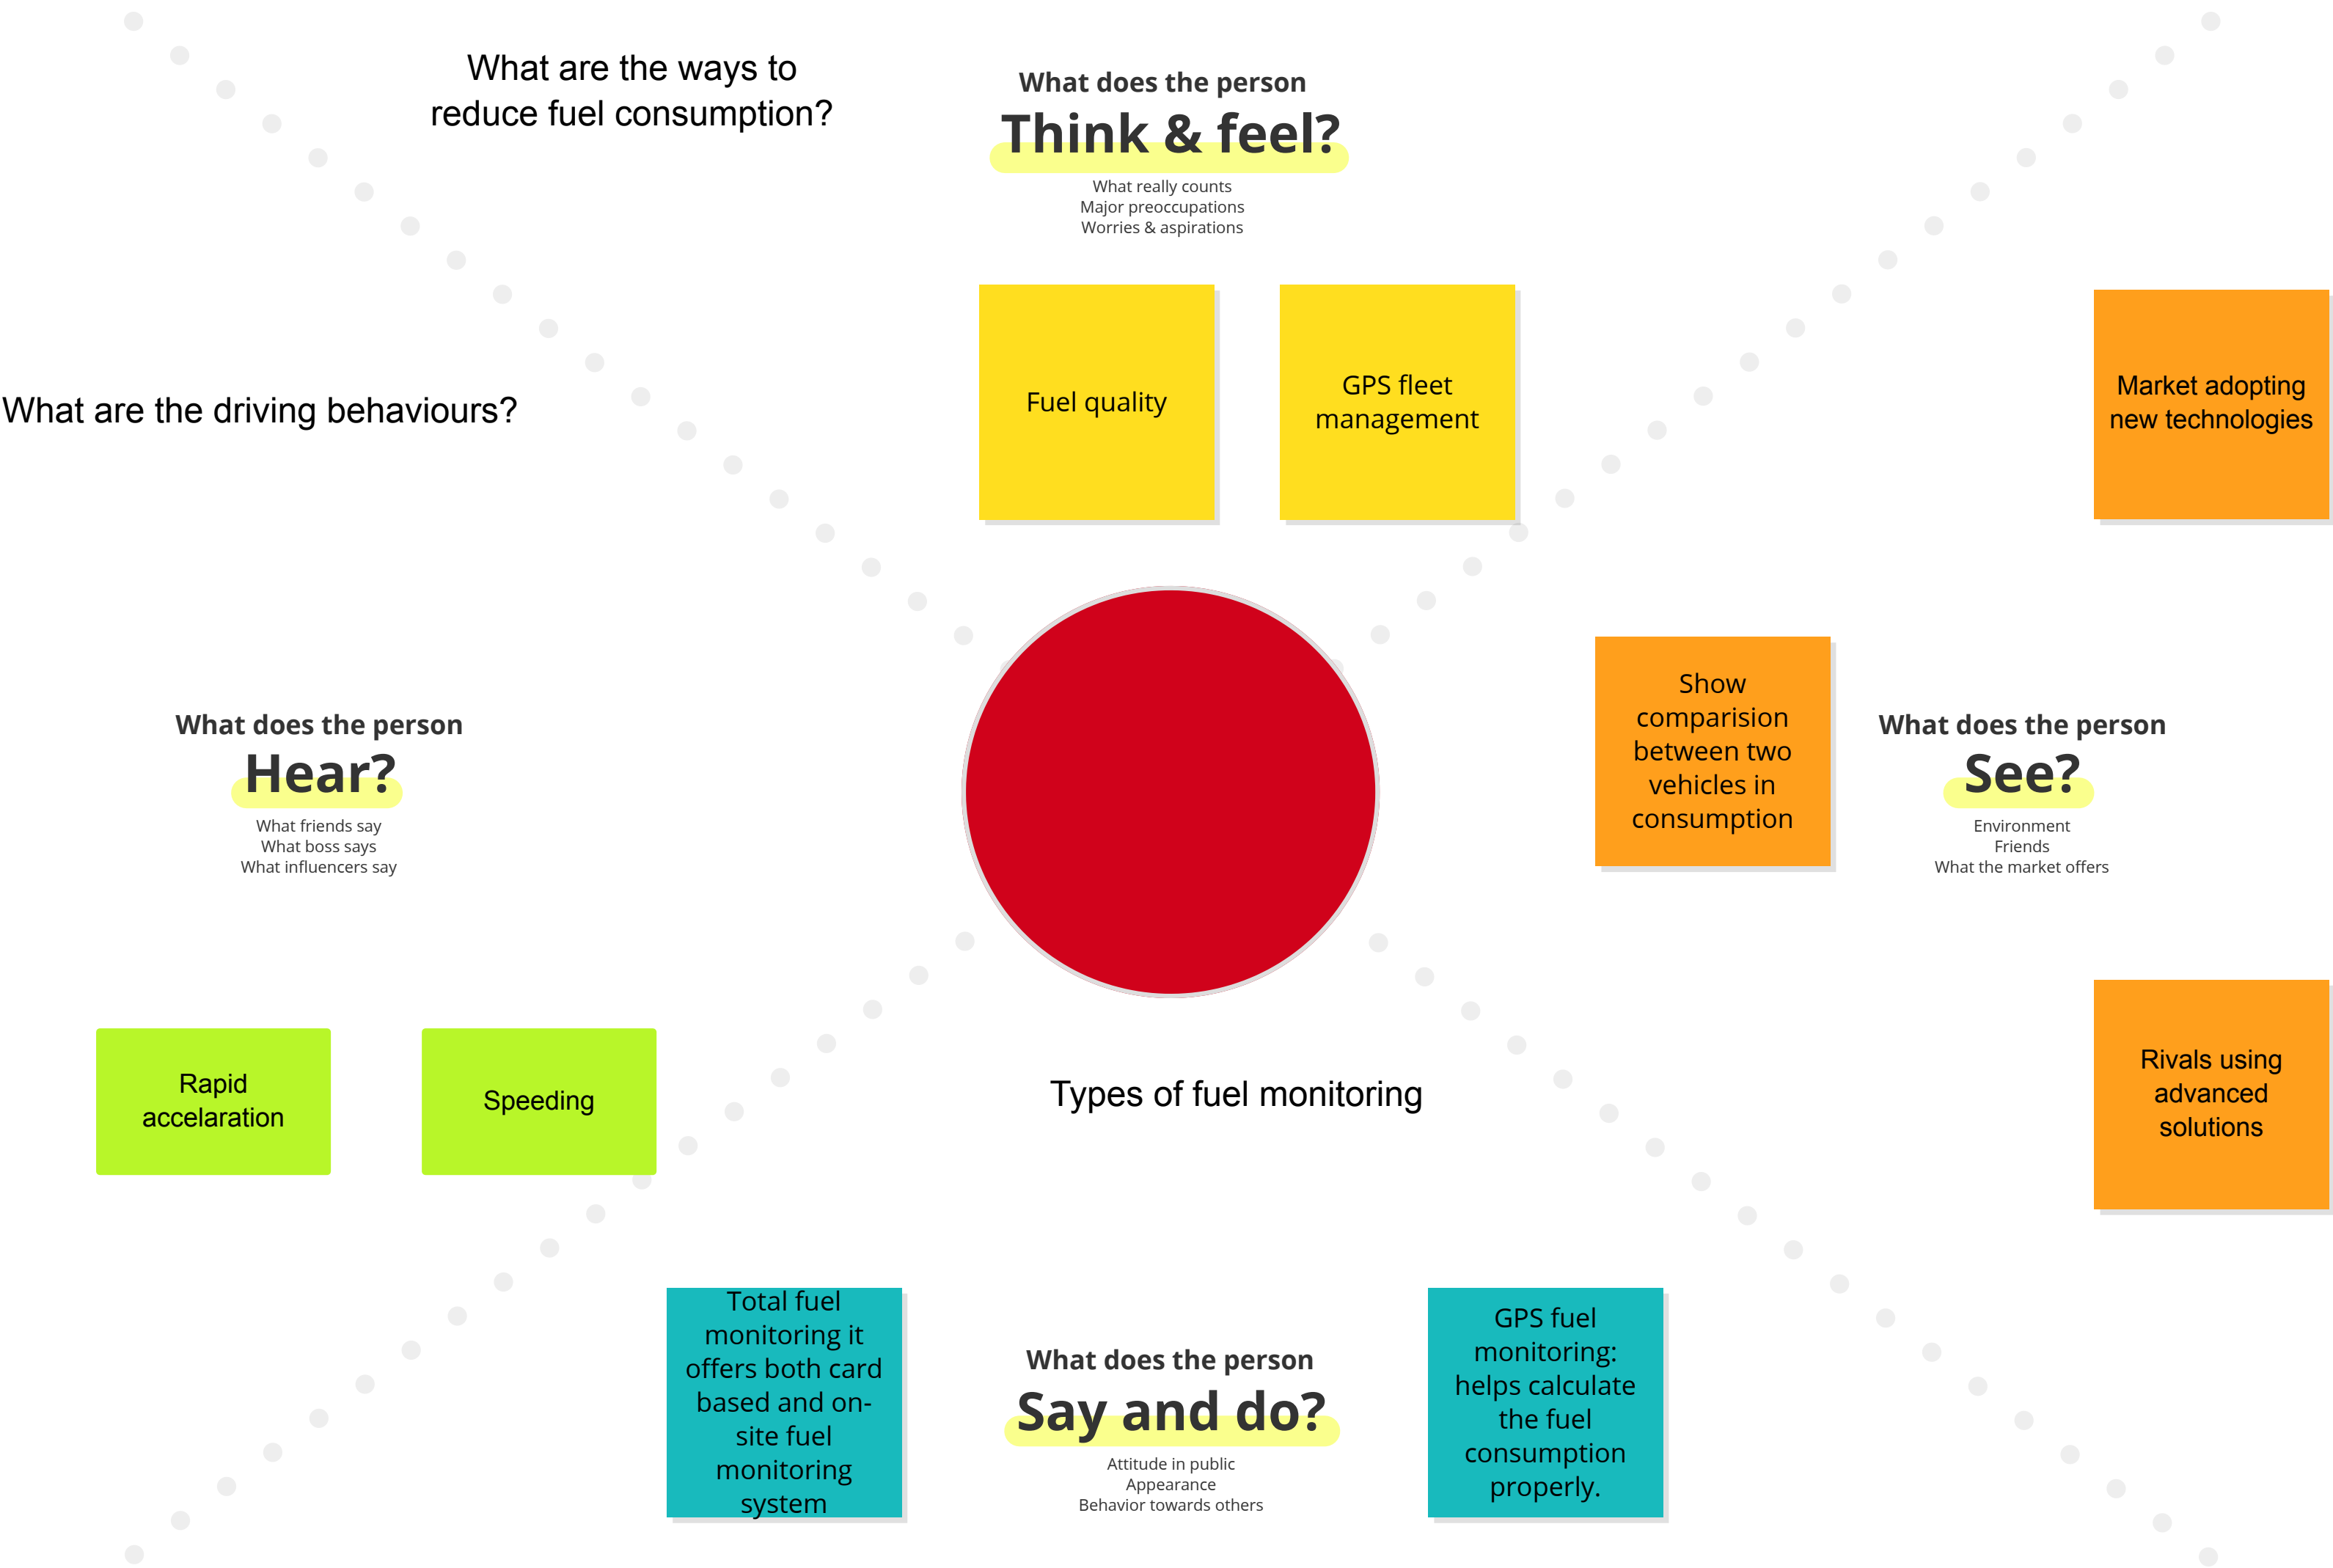 What are the ways to
reduce fuel consumption?
What does the person
Think & feel?
What really counts
Major preoccupations
Worries & aspirations
Fuel quality
GPS fleet
management
Market adopting
new technologies
What are the driving behaviours?
What does the person
Hear?
What friends say
What boss says
What influencers say
Show
comparision
between two
vehicles in
consumption
What does the person
See?
Environment
Friends
What the market offers
Rapid
accelaration
Speeding
Types of fuel monitoring
Rivals using
advanced
solutions
Total fuel
monitoring it
offers both card
based and on-
site fuel
monitoring
system
What does the person
Say and do?
Attitude in public
Appearance
Behavior towards others
GPS fuel
monitoring:
helps calculate
the fuel
consumption
properly.